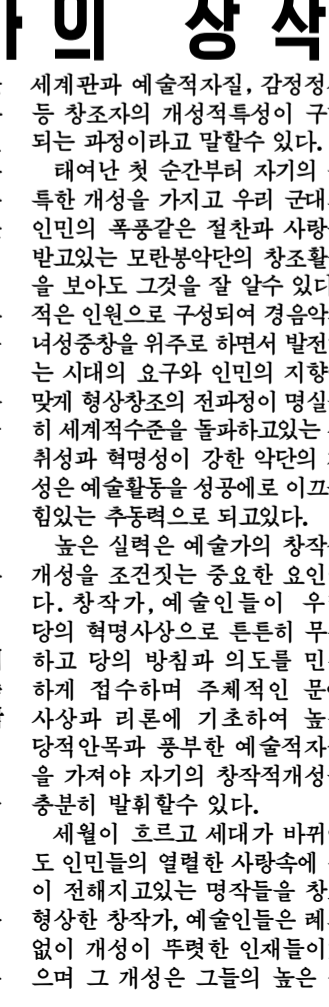 의 창작
세계관과 예술적자질, 감정정
등 창조자의 개성적특성이 구
되는 과정이라고 말할수 있다.
태여난 첫 순간부터 자기의
특한 개성을 가지고 우리 군대
인민의 폭풍같은 절찬과 사랑
받고있는 모란봉악단의 창조활
을 보아도 그것을 잘 알수 있다
적은 인원으로 구성되여 경음악
녀성중창을 위주로 하면서 발전
는 시대의 요구와 인민의 지향
맞게 형상창조의 전과정이 명실
히 세계적수준을 돌파하고있는
취성과 혁명성이 강한 악단의
성은 예술활동을 성공에로 이끄
힘있는 추동력으로 되고있다.
높은 실력은 예술가의 창작
개성을 조건짓는 중요한 요인
다. 창작가, 예술인들이 우
당의 혁명사상으로 튼튼히 무
하고 당의 방침과 의도를 민
하게 접수하며 주체적인 문
사상과 리론에 기초하여 높
당적안목과 풍부한 예술적자
을 가져야 자기의 창작적개성
충분히 발휘할수 있다.
세월이 흐르고 세대가 바뀌
도 인민들의 열렬한 사랑속에
이 전해지고있는 명작들을 창
형상한 창작가, 예술인들은 례
없이 개성이 뚜렷한 인재들이
으며 그 개성은 그들의 높은